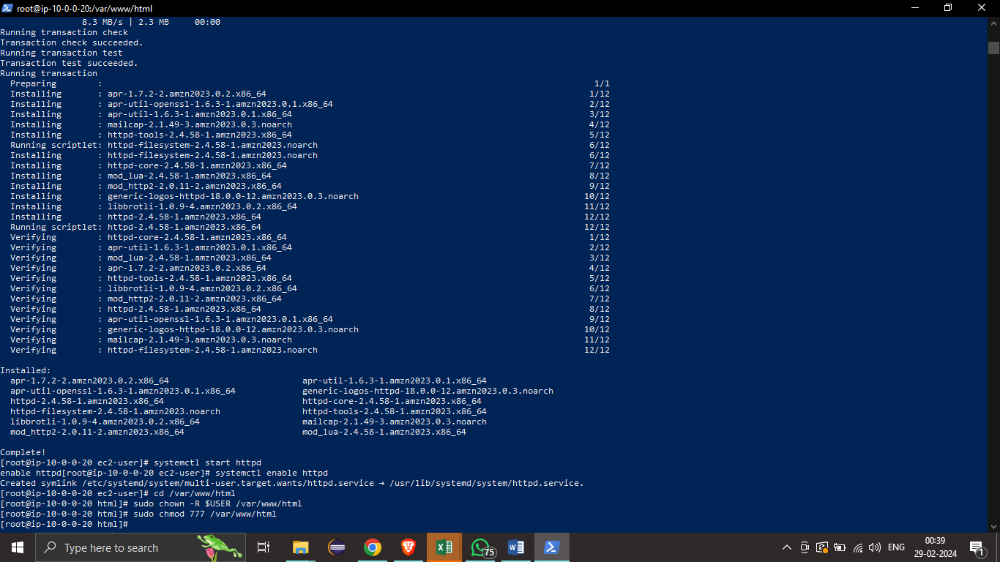 root@ip-10-0-0-20:/var/www/html
8.3 MB/s | 2.3 MB     00:00
Running transaction check
Transaction check succeeded.
Running transaction test
Transaction test succeeded.
Running transaction
  Preparing        :                                                        1/1
  Installing       : apr-1.7.2-2.amzn2023.0.2.x86_64                        1/12
  Installing       : apr-util-openssl-1.6.3-1.amzn2023.0.1.x86_64           2/12
  Installing       : apr-util-1.6.3-1.amzn2023.0.1.x86_64                   3/12
  Installing       : mailcap-2.1.49-3.amzn2023.0.3.noarch                   4/12
  Installing       : httpd-tools-2.4.58-1.amzn2023.x86_64                   5/12
  Running scriptlet: httpd-filesystem-2.4.58-1.amzn2023.noarch              6/12
  Installing       : httpd-filesystem-2.4.58-1.amzn2023.noarch              6/12
  Installing       : httpd-core-2.4.58-1.amzn2023.x86_64                    7/12
  Installing       : mod_lua-2.4.58-1.amzn2023.x86_64                       8/12
  Installing       : mod_http2-2.0.11-2.amzn2023.x86_64                     9/12
  Installing       : generic-logos-httpd-18.0.0-12.amzn2023.0.3.noarch      10/12
  Installing       : libbrotli-1.0.9-4.amzn2023.0.2.x86_64                  11/12
  Installing       : httpd-2.4.58-1.amzn2023.x86_64                         12/12
  Running scriptlet: httpd-2.4.58-1.amzn2023.x86_64                         12/12
  Verifying        : httpd-core-2.4.58-1.amzn2023.x86_64                    1/12
  Verifying        : apr-util-1.6.3-1.amzn2023.0.1.x86_64                   2/12
  Verifying        : mod_lua-2.4.58-1.amzn2023.x86_64                       3/12
  Verifying        : apr-1.7.2-2.amzn2023.0.2.x86_64                        4/12
  Verifying        : httpd-tools-2.4.58-1.amzn2023.x86_64                   5/12
  Verifying        : libbrotli-1.0.9-4.amzn2023.0.2.x86_64                  6/12
  Verifying        : mod_http2-2.0.11-2.amzn2023.x86_64                     7/12
  Verifying        : httpd-2.4.58-1.amzn2023.x86_64                         8/12
  Verifying        : apr-util-openssl-1.6.3-1.amzn2023.0.1.x86_64           9/12
  Verifying        : generic-logos-httpd-18.0.0-12.amzn2023.0.3.noarch      10/12
  Verifying        : mailcap-2.1.49-3.amzn2023.0.3.noarch                   11/12
  Verifying        : httpd-filesystem-2.4.58-1.amzn2023.noarch              12/12
Installed:
  apr-1.7.2-2.amzn2023.0.2.x86_64                  apr-util-1.6.3-1.amzn2023.0.1.x86_64
  apr-util-openssl-1.6.3-1.amzn2023.0.1.x86_64     generic-logos-httpd-18.0.0-12.amzn2023.0.3.noarch
  httpd-2.4.58-1.amzn2023.x86_64                   httpd-core-2.4.58-1.amzn2023.x86_64
  httpd-filesystem-2.4.58-1.amzn2023.noarch        httpd-tools-2.4.58-1.amzn2023.x86_64
  libbrotli-1.0.9-4.amzn2023.0.2.x86_64            mailcap-2.1.49-3.amzn2023.0.3.noarch
  mod_http2-2.0.11-2.amzn2023.x86_64               mod_lua-2.4.58-1.amzn2023.x86_64
Complete!
[root@ip-10-0-0-20 ec2-user]# systemctl start httpd
enable httpd[root@ip-10-0-0-20 ec2-user]# systemctl enable httpd
Created symlink /etc/systemd/system/multi-user.target.wants/httpd.service → /usr/lib/systemd/system/httpd.service.
[root@ip-10-0-0-20 ec2-user]# cd /var/www/html
[root@ip-10-0-0-20 html]# sudo chown -R $USER /var/www/html
[root@ip-10-0-0-20 html]# sudo chmod 777 /var/www/html
[root@ip-10-0-0-20 html]#
Type here to search
75
ENG
00:39
29-02-2024
1